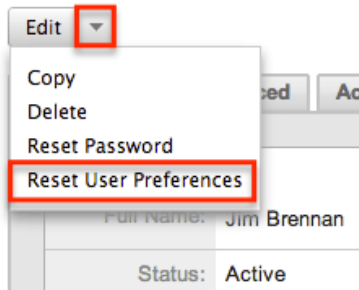 Edit
Copy
Delete
Reset Password
Reset User Preferences
Full Name: Jim Brennan
Status: Active